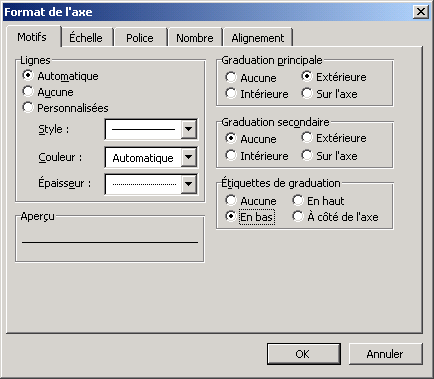 Format de l'axe
Motifs Échelle Police Nombre Alignement
Lignes
Automatique
Aucune
Personnalisées
Style :
Couleur : Automatique
Épaisseur :
Aperçu
Graduation principale
Aucune Extérieure
Intérieure Sur l'axe
Graduation secondaire
Aucune Extérieure
Intérieure Sur l'axe
Étiquettes de graduation
Aucune En haut
En bas À côté de l'axe
OK Annuler